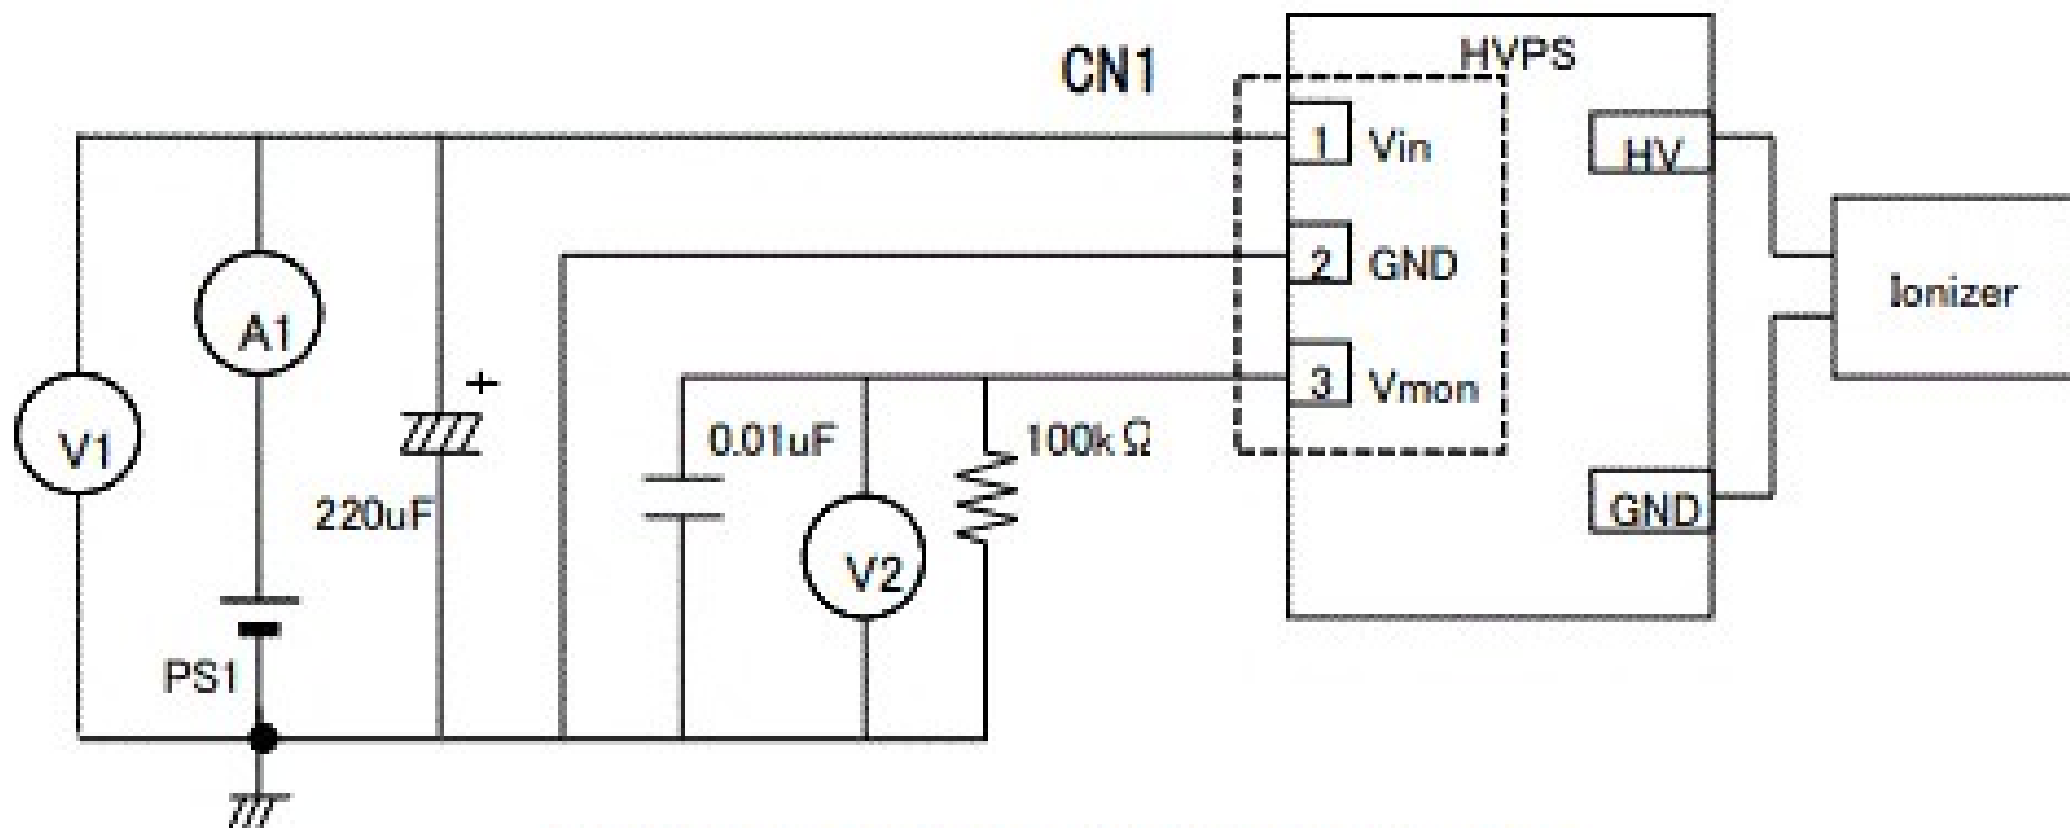 CN1
HVPS
1 Vin
HV
2 GND
Ionizer
A1
3 Vmon
+
V1
0.01uF
100kΩ
220uF
GND
V2
PS1